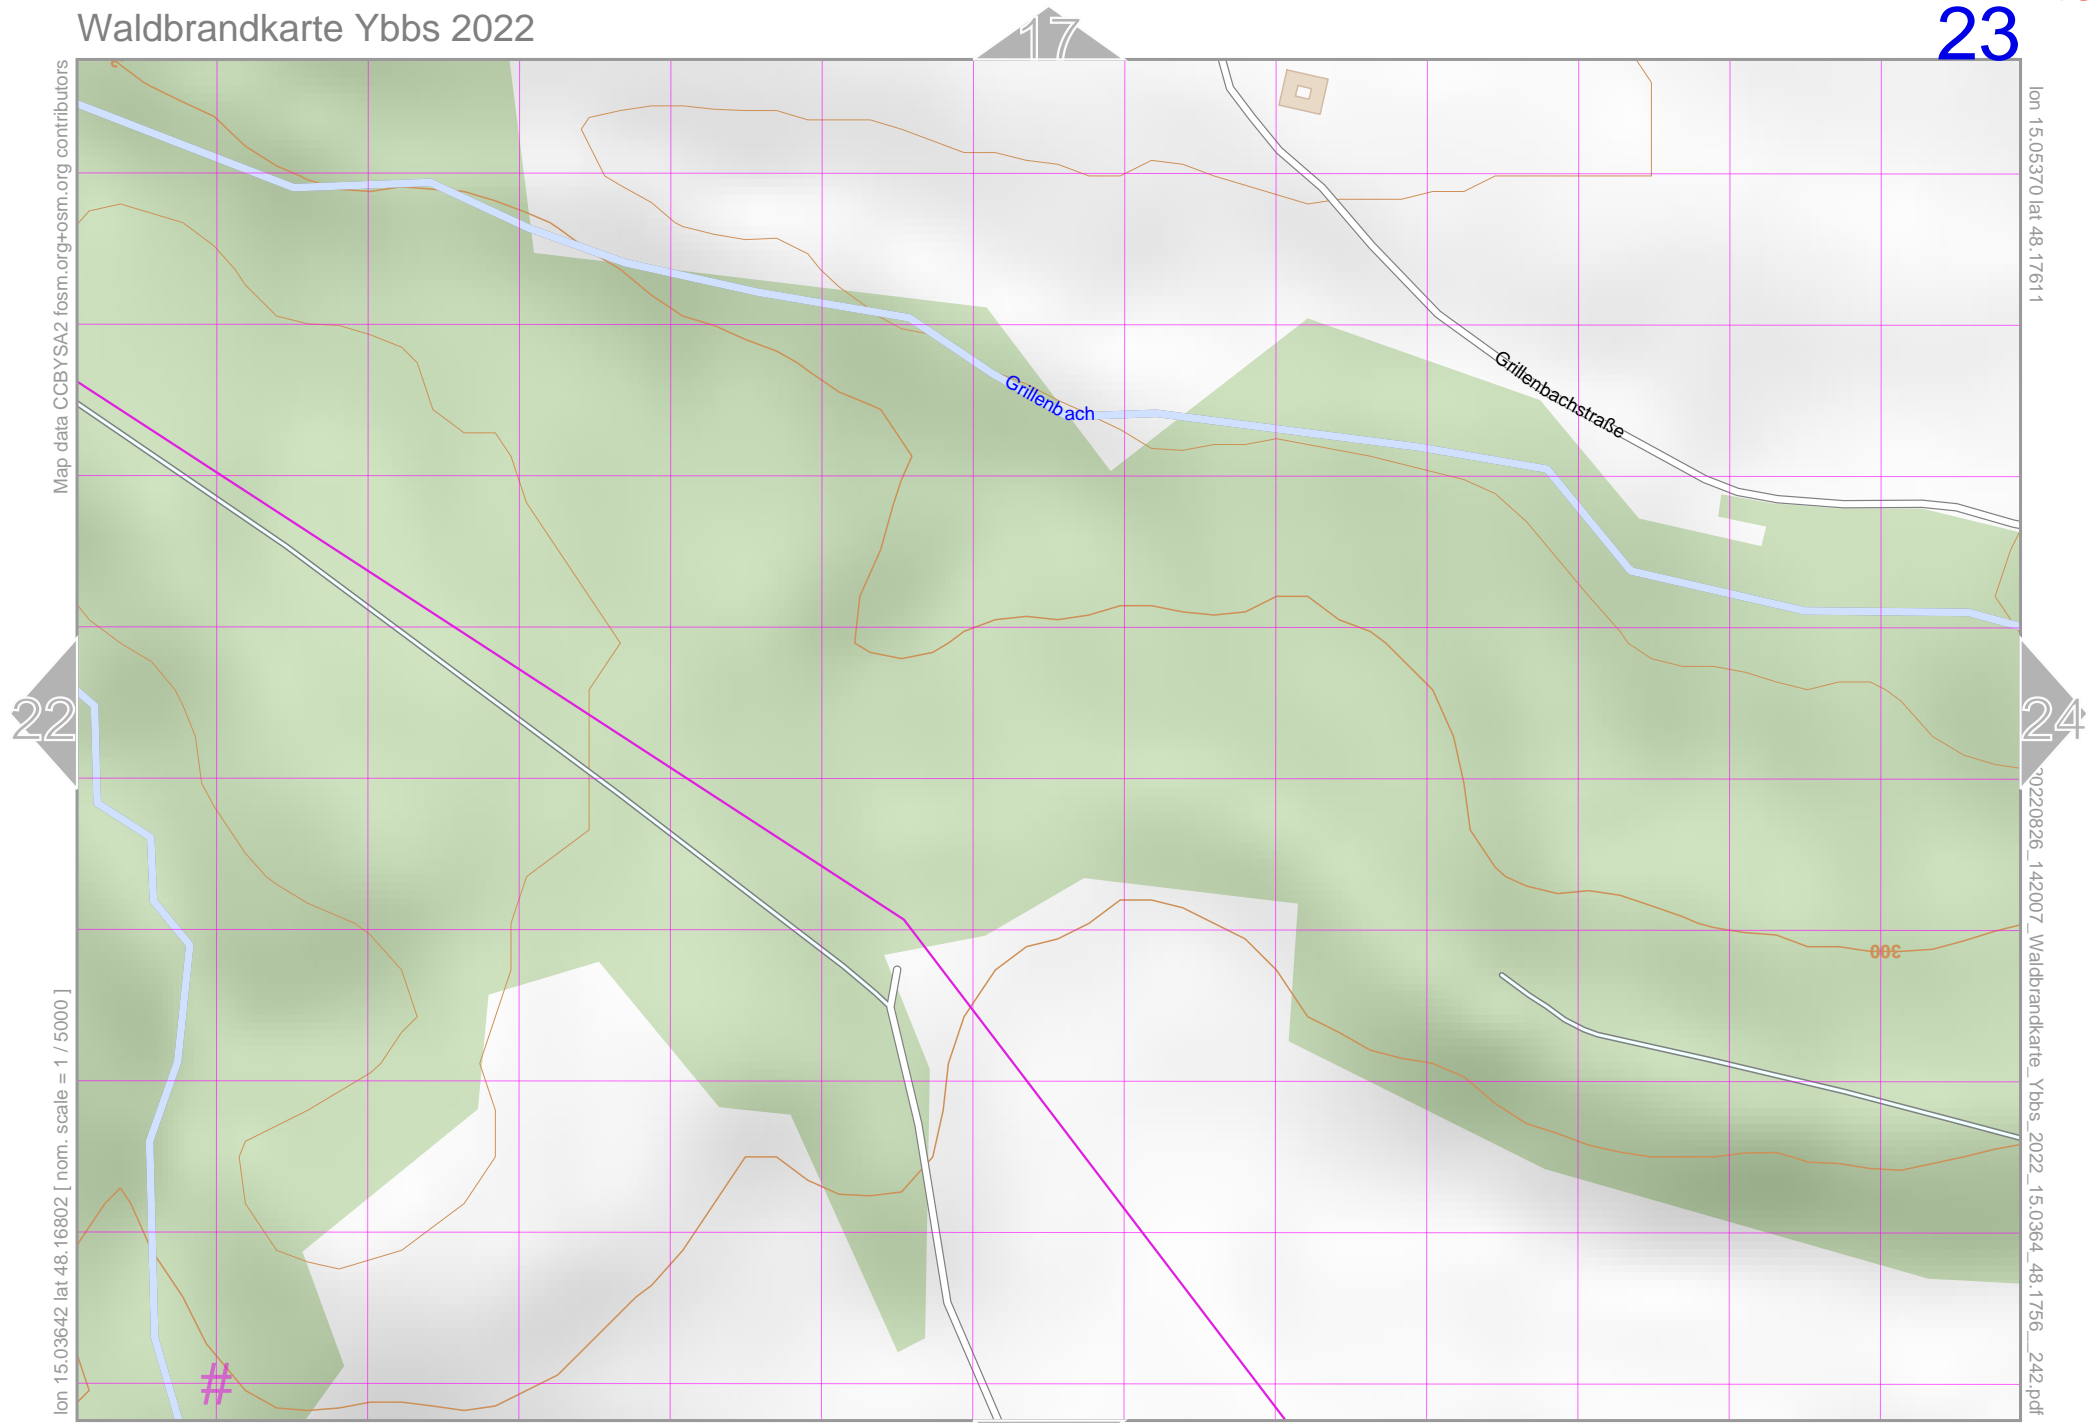 Waldbrandkarte Ybbs 2022
17
23
Map data CCBYSA2 fosm.org+osm.org contributors
lon 15.05370 lat 48.17611
Grillenbach
Grillenbachstraße
22
24
300
lon 15.03642 lat 48.16802 [ nom. scale = 1 / 5000 ]
20220826_142007_Waldbrandkarte_Ybbs_2022_15.0364_48.1756__242.pdf
#